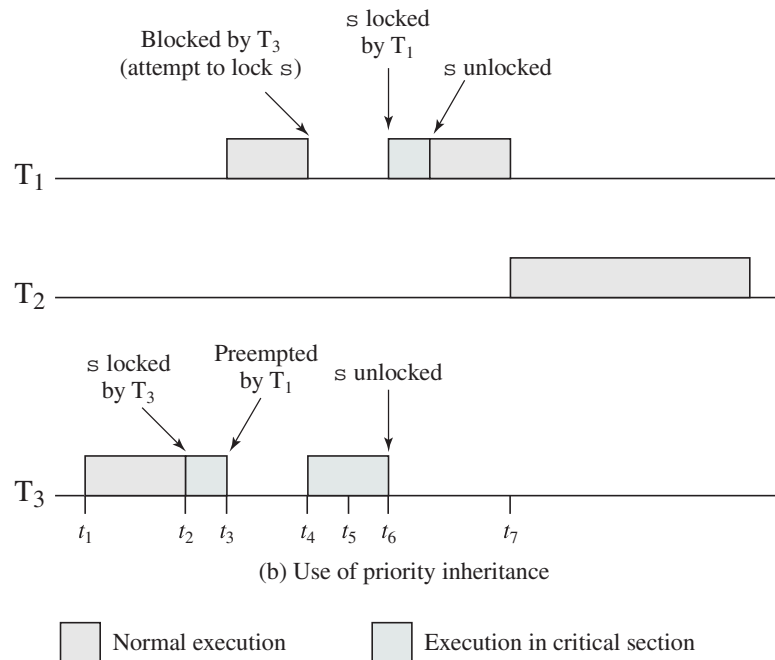 Blocked by T3
(attempt to lock s)
s locked
by T1
s unlocked
T1
T2
s locked
by T3
Preempted
by T1
s unlocked
T3
t1 t2 t3 t4 t5 t6 t7
(b) Use of priority inheritance
Normal execution
Execution in critical section